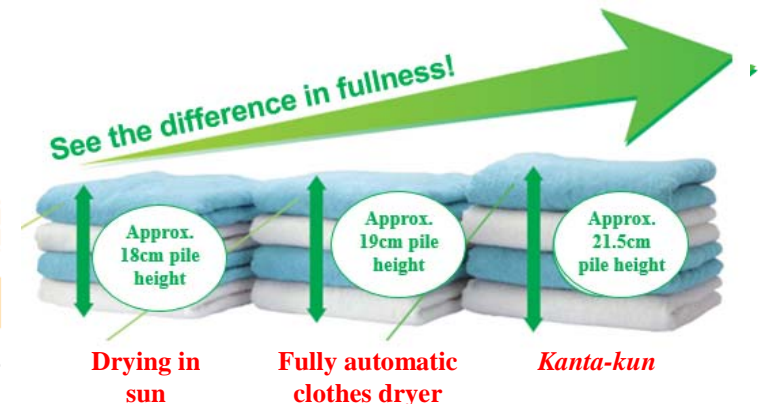 See the difference in fullness!
Approx.
18cm pile
height
Approx.
19cm pile
height
Approx.
21.5cm
pile height
Drying in
sun
Fully automatic
clothes dryer
Kanta-kun